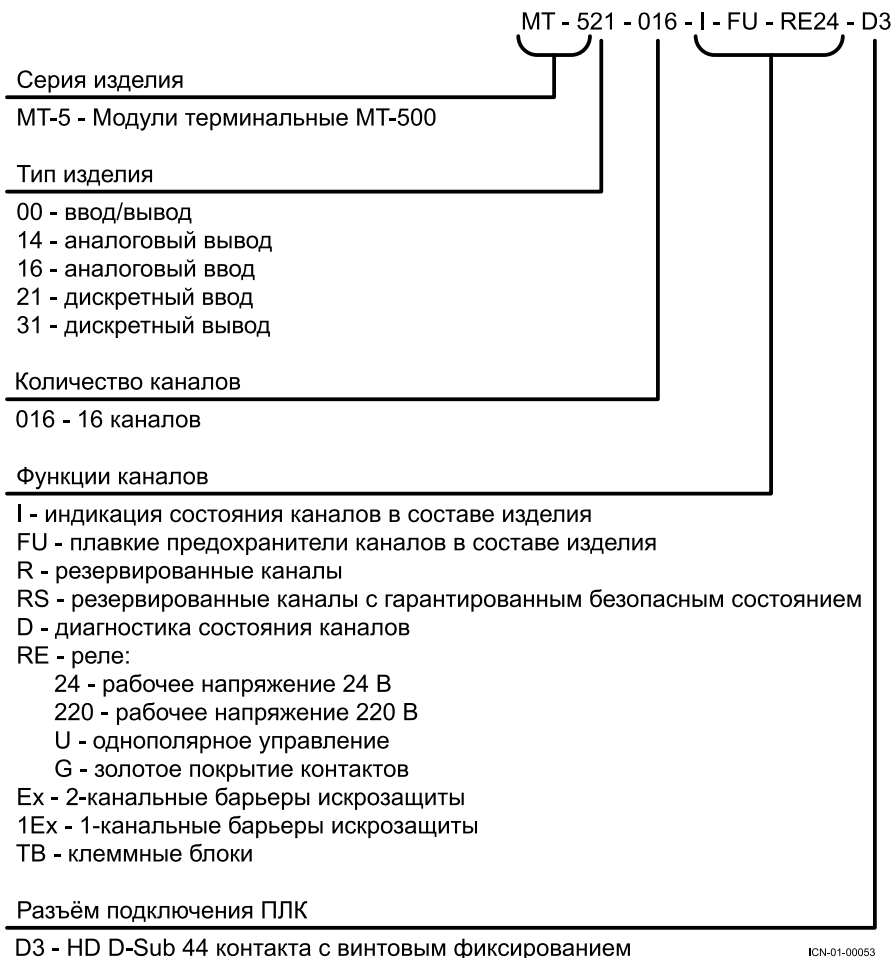 МТ - 521 - 016 - I - FU - RE24 - D3
Серия изделия
МТ-5 - Модули терминальные МТ-500
Тип изделия
00 - ввод/вывод
14 - аналоговый вывод
16 - аналоговый ввод
21 - дискретный ввод
31 - дискретный вывод
Количество каналов
016 - 16 каналов
Функции каналов
I - индикация состояния каналов в составе изделия
FU - плавкие предохранители каналов в составе изделия
R - резервированные каналы
RS - резервированные каналы с гарантированным безопасным состоянием
D - диагностика состояния каналов
RE - реле:
24 - рабочее напряжение 24 В
220 - рабочее напряжение 220 В
U - однополярное управление
G - золотое покрытие контактов
Ex - 2-канальные барьеры искрозащиты
1Ex - 1-канальные барьеры искрозащиты
TB - клеммные блоки
Разъём подключения ПЛК
D3 - HD D-Sub 44 контакта с винтовым фиксированием
ICN-01-00053